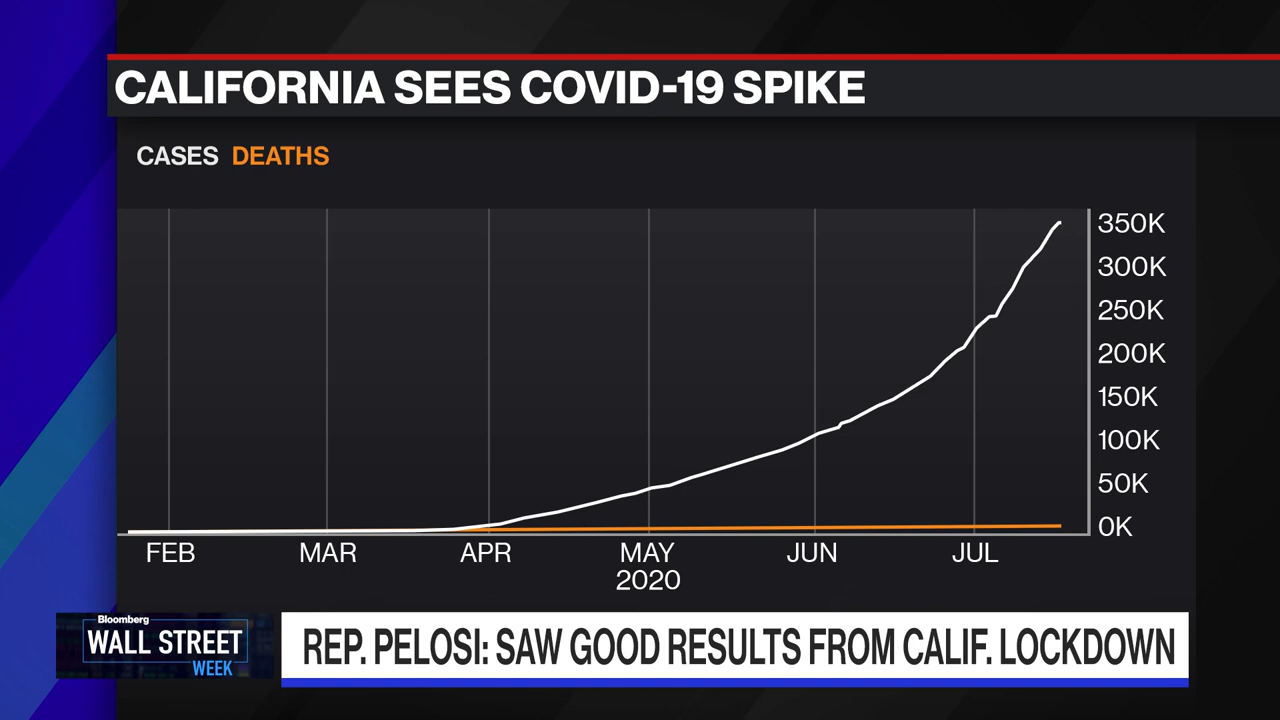 CALIFORNIA SEES COVID-19 SPIKE
CASES DEATHS
350K
300K
250K
200K
150K
100K
50K
0K
FEB MAR APR MAY JUN JUL
2020
Bloomberg
WALL STREET
WEEK
REP. PELOSI: SAW GOOD RESULTS FROM CALIF. LOCKDOWN